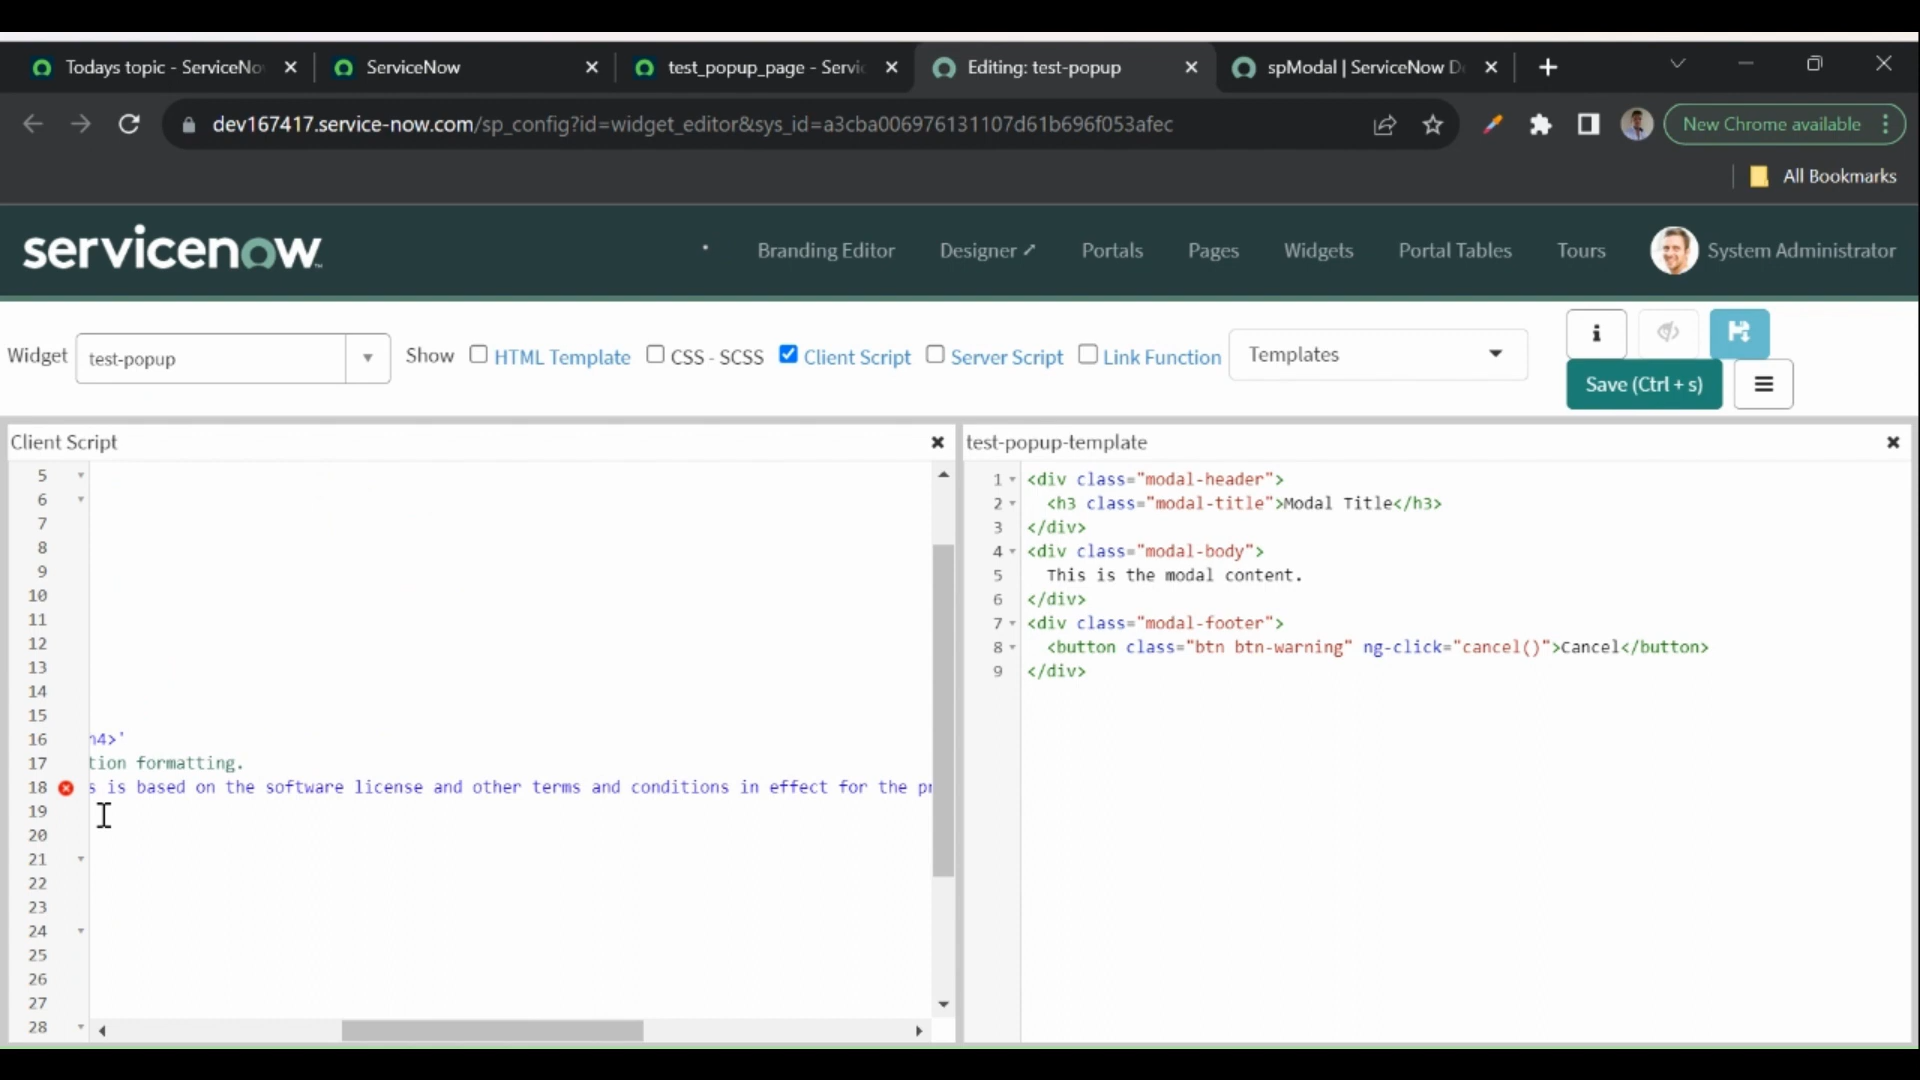 Todays topic - ServiceNo
ServiceNow
test_popup_page - Servic
Editing: test-popup
spModal | ServiceNow D
dev167417.service-now.com/sp_config?id=widget_editor&sys_id=a3cba006976131107d61b696f053afec
New Chrome available
All Bookmarks
servicenow
Branding Editor
Designer
Portals
Pages
Widgets
Portal Tables
Tours
System Administrator
Widget
test-popup
Show
HTML Template
CSS - SCSS
Client Script
Server Script
Link Function
Templates
i
Save (Ctrl + s)
Client Script
5
6
7
8
9
10
11
12
13
14
15
16 h4>'
17 tion formatting.
18 s is based on the software license and other terms and conditions in effect for the pr
19
20
21
22
23
24
25
26
27
28
test-popup-template
1 <div class="modal-header">
2 <h3 class="modal-title">Modal Title</h3>
3 </div>
4 <div class="modal-body">
5 This is the modal content.
6 </div>
7 <div class="modal-footer">
8 <button class="btn btn-warning" ng-click="cancel()">Cancel</button>
9 </div>